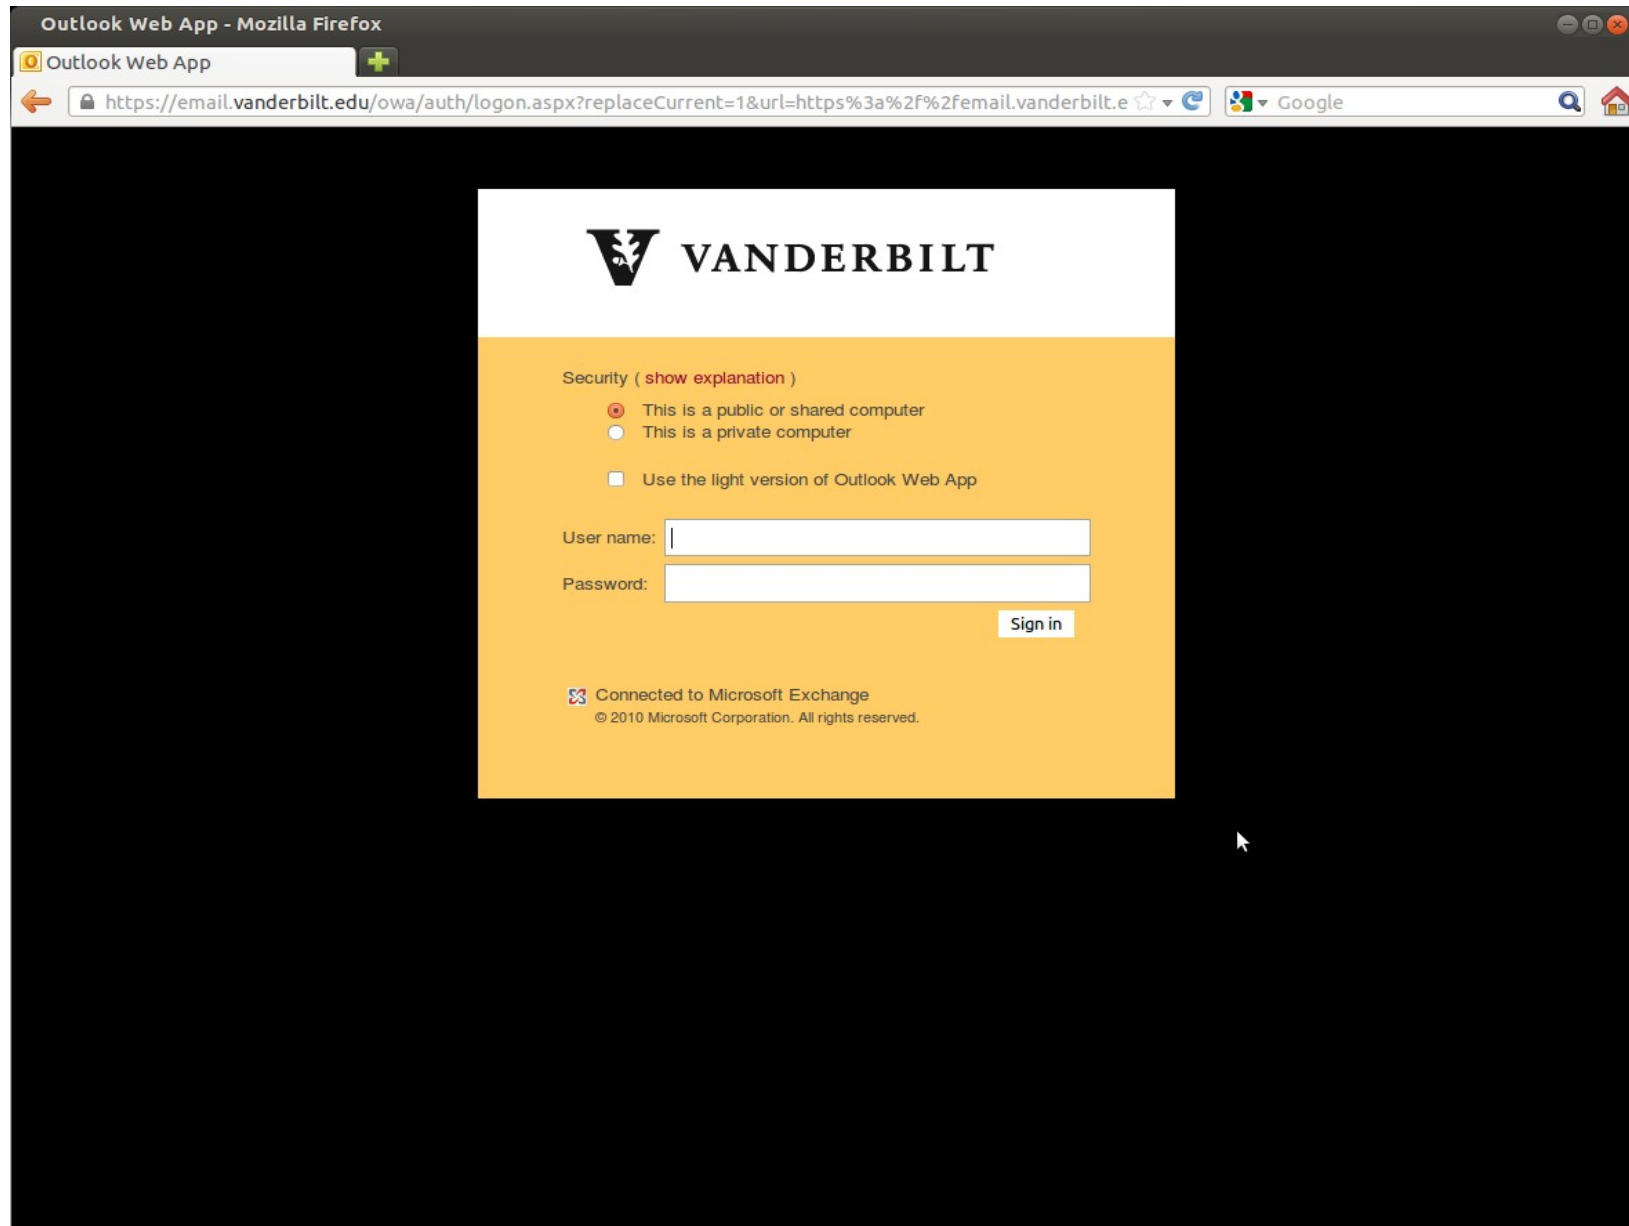 Outlook Web App - Mozilla Firefox
Outlook Web App
https://email.vanderbilt.edu/owa/auth/logon.aspx?replaceCurrent=1&url=https%3a%2f%2femail.vanderbilt.e Google
VANDERBILT
Security ( show explanation )
This is a public or shared computer
This is a private computer
Use the light version of Outlook Web App
User name:
Password:
Sign in
Connected to Microsoft Exchange
© 2010 Microsoft Corporation. All rights reserved.